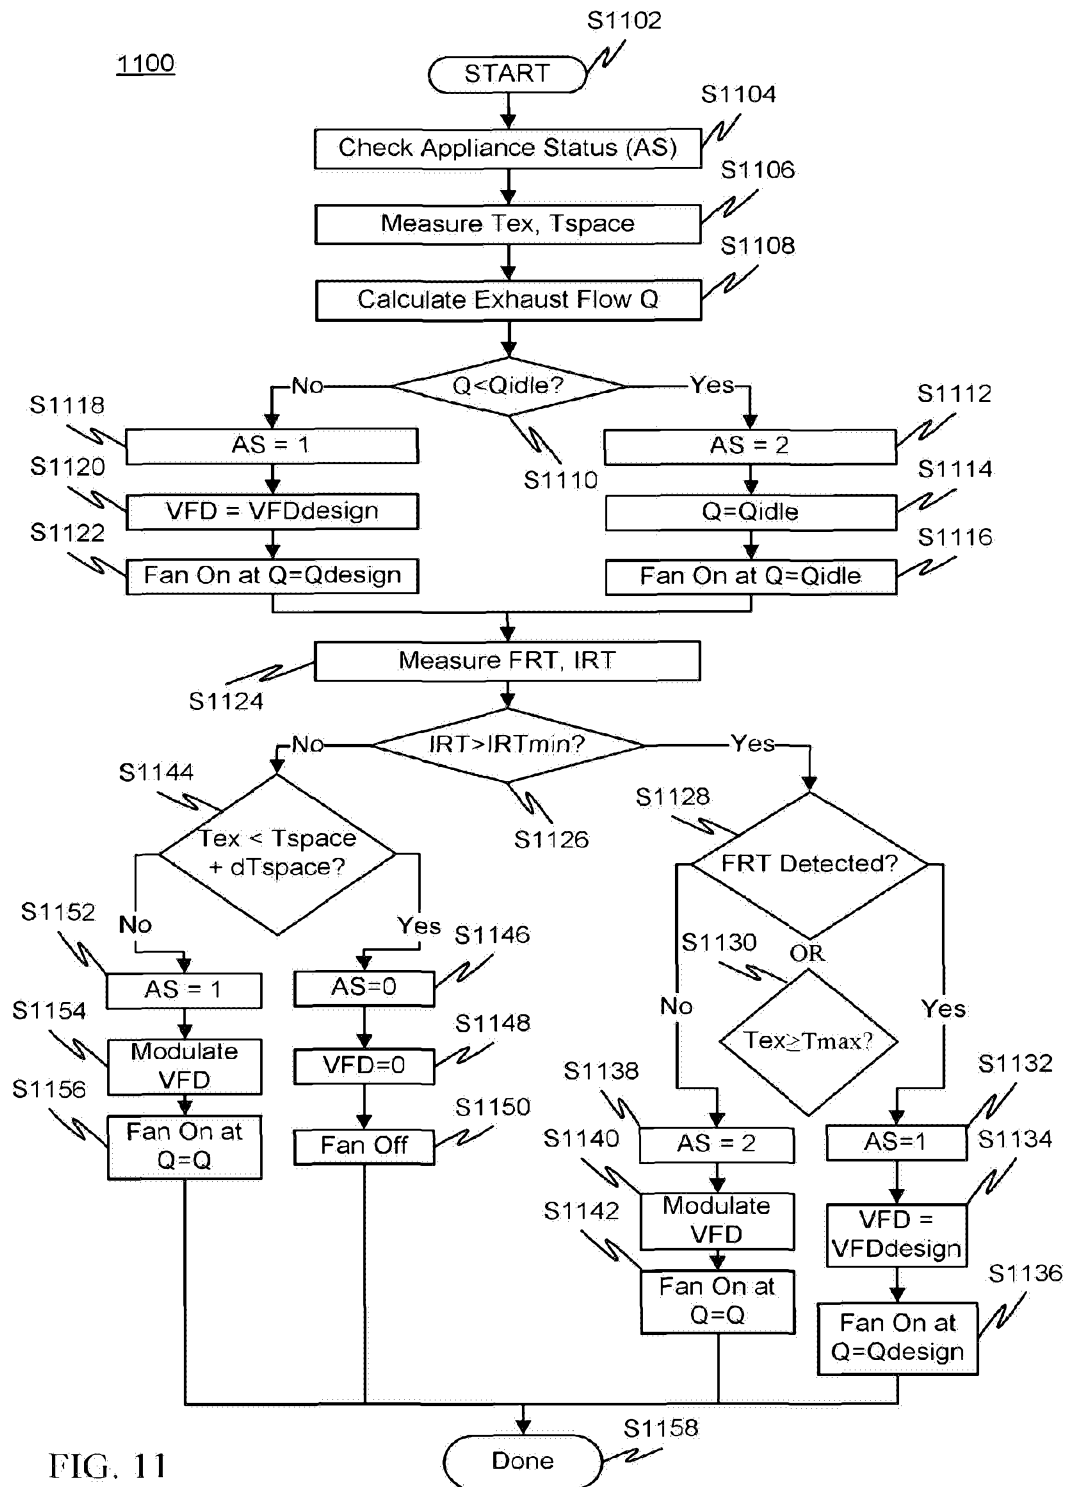 S1102
1100
START
S1104
Check Appliance Status (AS)
S1106
Measure Tex, Tspace
S1108
Calculate Exhaust Flow Q
No
Q<Qidle?
Yes
S1118
S1112
AS = 1
AS = 2
S1120
S1110
S1114
VFD = VFDdesign
Q=Qidle
S1122
S1116
Fan On at Q=Qdesign
Fan On at Q=Qidle
Measure FRT, IRT
S1124
No
IRT>IRTmin?
Yes
S1144
S1128
S1126
Tex < Tspace
+ dTspace?
FRT Detected?
S1152
No
Yes
S1146
S1130
OR
AS = 1
AS=0
No
Yes
S1154
S1148
Tex≥Tmax?
Modulate
VFD
VFD=0
S1156
S1138
S1132
Fan On at
Q=Q
S1150
Fan Off
S1140
AS = 2
AS=1
S1134
S1142
Modulate
VFD
VFD =
VFDdesign
S1136
Fan On at
Q=Q
Fan On at
Q=Qdesign
S1158
Done
FIG. 11